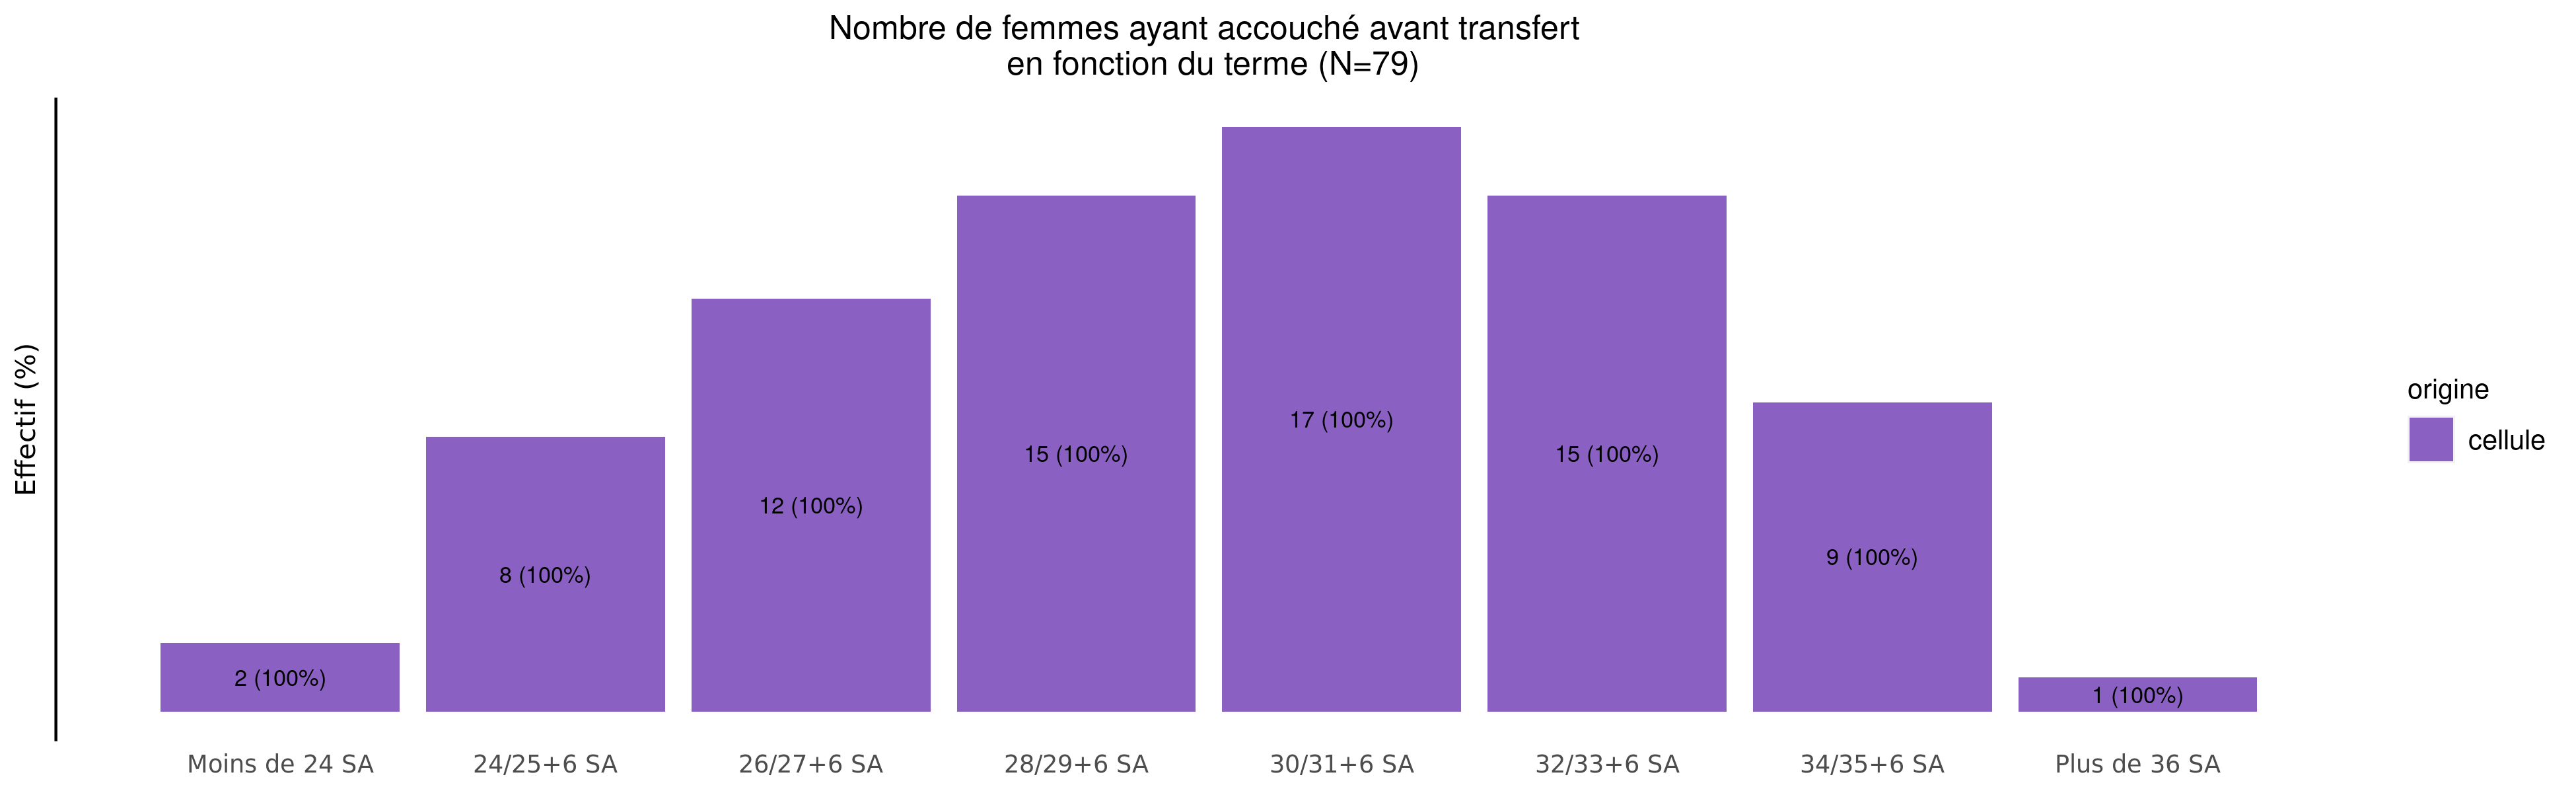 Nombre de femmes ayant accouché avant transfert
en fonction du terme (N=79)
Effectif (%)
2 (100%)
8 (100%)
12 (100%)
15 (100%)
17 (100%)
15 (100%)
9 (100%)
1 (100%)
Moins de 24 SA
24/25+6 SA
26/27+6 SA
28/29+6 SA
30/31+6 SA
32/33+6 SA
34/35+6 SA
Plus de 36 SA
origine
cellule